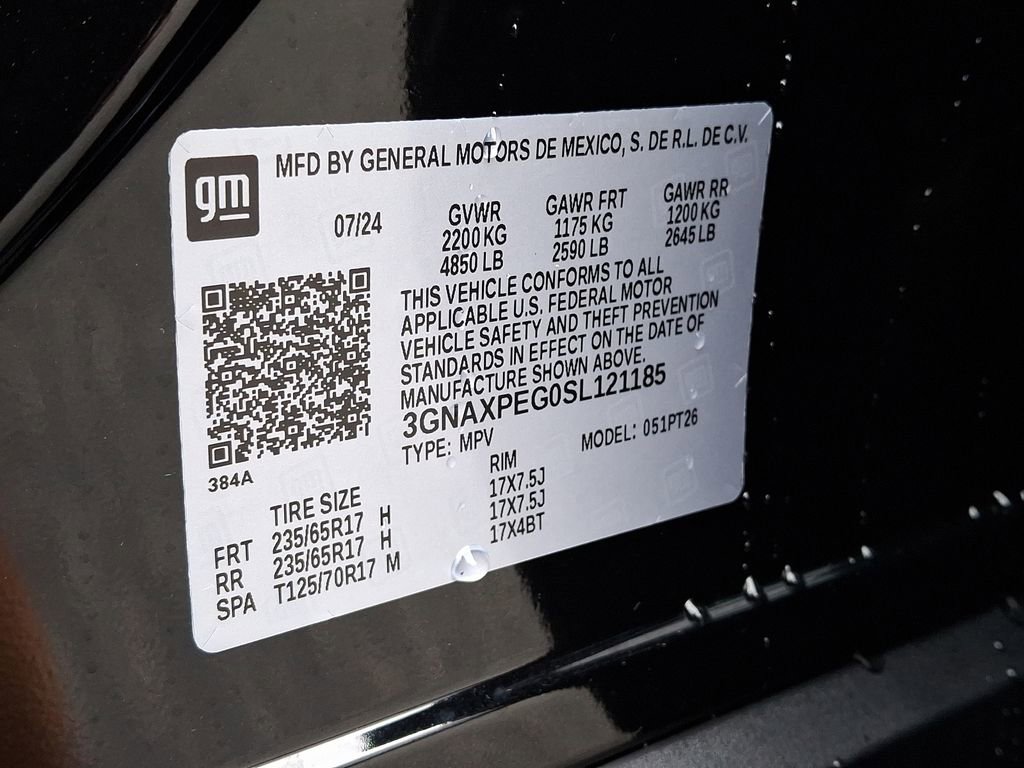 gm
MFD BY GENERAL MOTORS DE MEXICO, S. DE R.L. DE C.V.
07/24
GVWR
2200 KG
4850 LB
GAWR FRT
1175 KG
2590 LB
GAWR RR
1200 KG
2645 LB
THIS VEHICLE CONFORMS TO ALL
APPLICABLE U.S. FEDERAL MOTOR
VEHICLE SAFETY AND THEFT PREVENTION
STANDARDS IN EFFECT ON THE DATE OF
MANUFACTURE SHOWN ABOVE.
3GNAXPEG0SL121185
TYPE: MPV MODEL: 051PT26
384A
TIRE SIZE RIM
FRT 235/65R17 H 17X7.5J
RR 235/65R17 H 17X7.5J
SPA T125/70R17 M 17X4BT